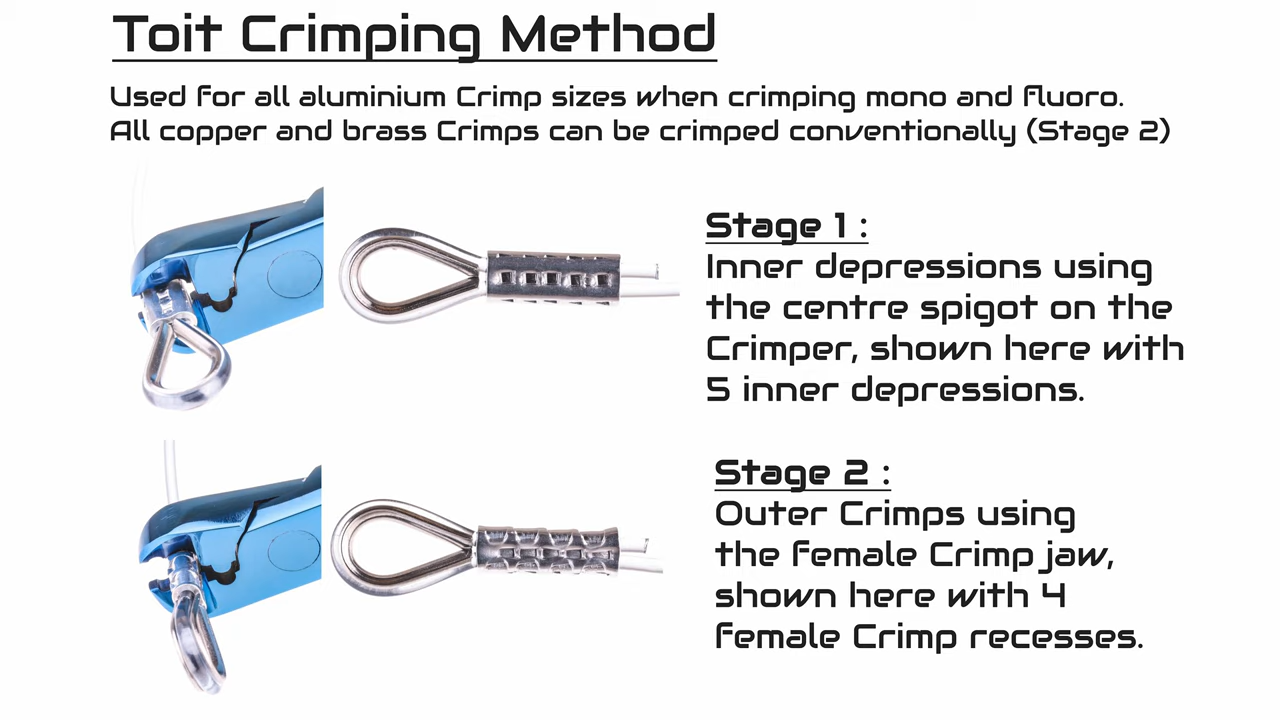 Toit Crimping Method
Used for all aluminium Crimp sizes when crimping mono and fluoro.
All copper and brass Crimps can be crimped conventionally (Stage 2)
Stage 1 :
Inner depressions using
the centre spigot on the
Crimper, shown here with
5 inner depressions.
Stage 2 :
Outer Crimps using
the female Crimp jaw,
shown here with 4
female Crimp recesses.